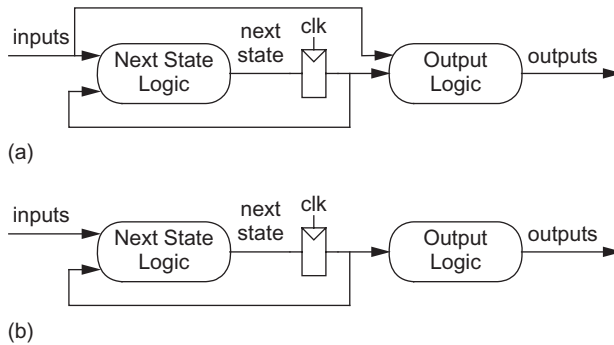 inputs
Next State
Logic
next
state
clk
Output
Logic
outputs
(a)
inputs
Next State
Logic
next
state
clk
Output
Logic
outputs
(b)